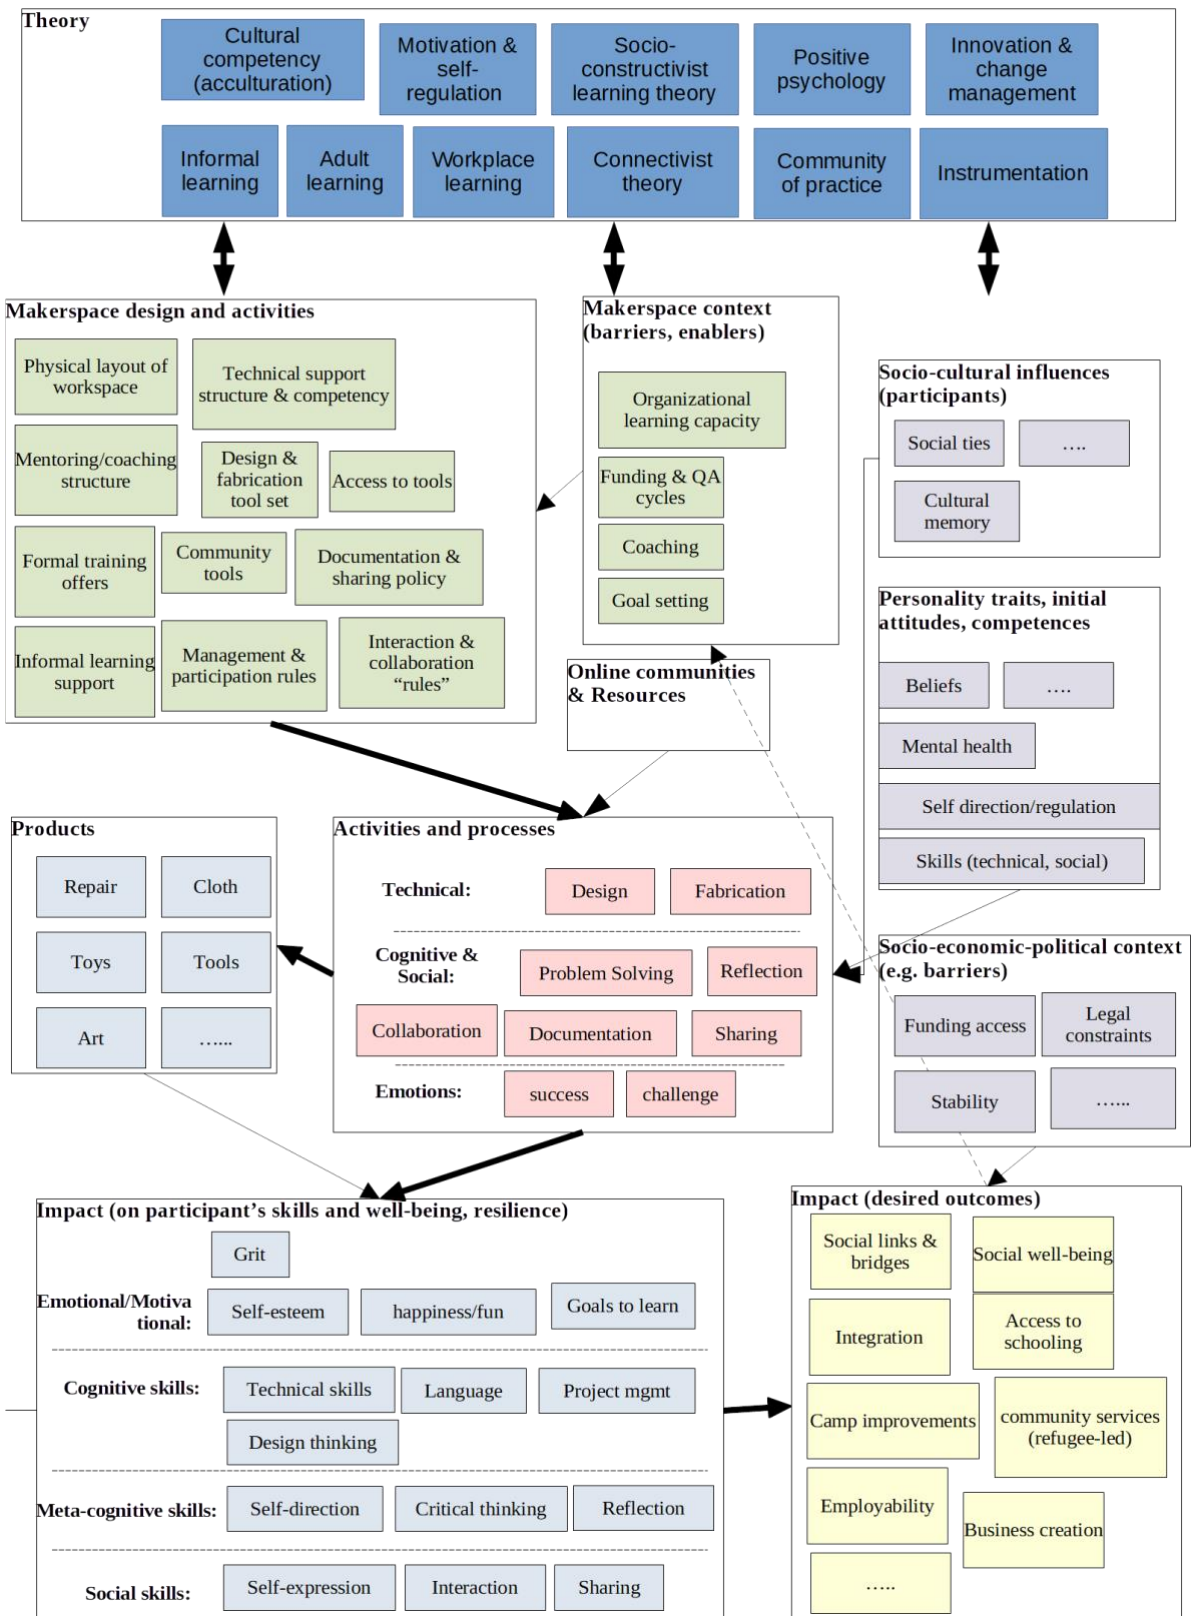 Theory
Cultural
competency
(acculturation)
Motivation &
self-
regulation
Socio-
constructivist
learning theory
Positive
psychology
Innovation &
change
management
Informal
learning
Adult
learning
Workplace
learning
Connectivist
theory
Community
of practice
Instrumentation
Makerspace design and activities
Physical layout of
workspace
Technical support
structure & competency
Mentoring/coaching
structure
Design &
fabrication
tool set
Access to tools
Formal training
offers
Community
tools
Documentation &
sharing policy
Informal learning
support
Management &
participation rules
Interaction &
collaboration
“rules”
Makerspace context
(barriers, enablers)
Organizational
learning capacity
Funding & QA
cycles
Coaching
Goal setting
Online communities
& Resources
Socio-cultural influences
(participants)
Social ties
....
Cultural
memory
Personality traits, initial
attitudes, competences
Beliefs
....
Mental health
Self direction/regulation
Skills (technical, social)
Products
Repair
Cloth
Toys
Tools
Art
…...
Activities and processes
Technical:
Design
Fabrication
Cognitive &
Social:
Problem Solving
Reflection
Collaboration
Documentation
Sharing
Emotions:
success
challenge
Socio-economic-political context
(e.g. barriers)
Funding access
Legal
constraints
Stability
…...
Impact (on participant’s skills and well-being, resilience)
Grit
Emotional/Motiva
tional:
Self-esteem
happiness/fun
Goals to learn
Cognitive skills:
Technical skills
Language
Project mgmt
Design thinking
Meta-cognitive skills:
Self-direction
Critical thinking
Reflection
Social skills:
Self-expression
Interaction
Sharing
Impact (desired outcomes)
Social links &
bridges
Social well-being
Integration
Access to
schooling
Camp improvements
community services
(refugee-led)
Employability
Business creation
…..